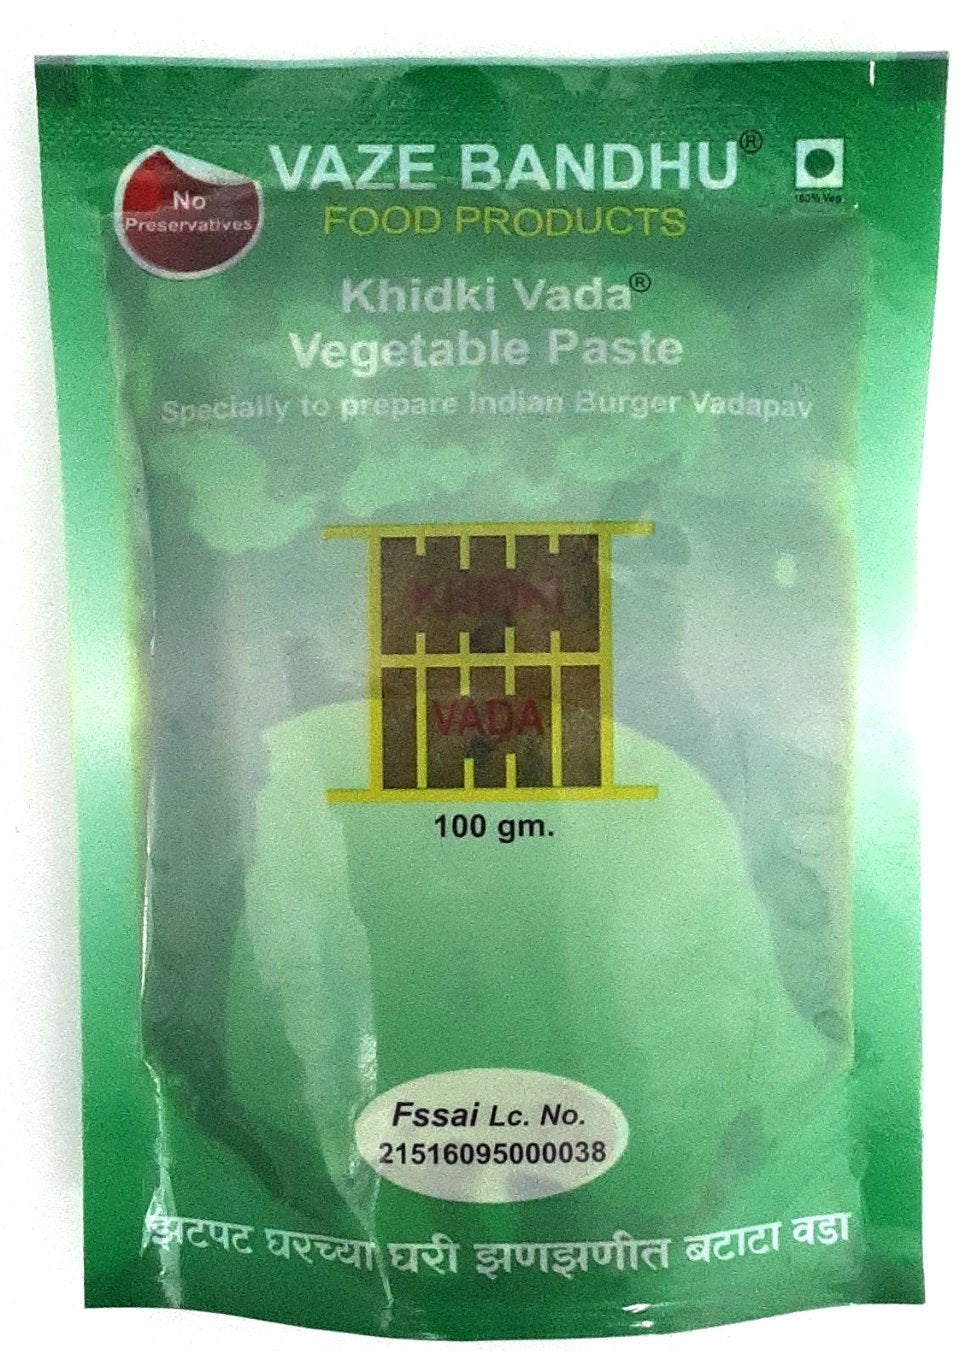 VAZE BANDHU®
FOOD PRODUCTS
No
Preservatives
100% Veg
Khidki Vada®
Vegetable Paste
Specially to prepare Indian Burger Vadapav
VADA
100 gm.
Fssai Lc. No.
21516095000038
झटपट घरच्या घरी झणझणीत बटाटा वडा